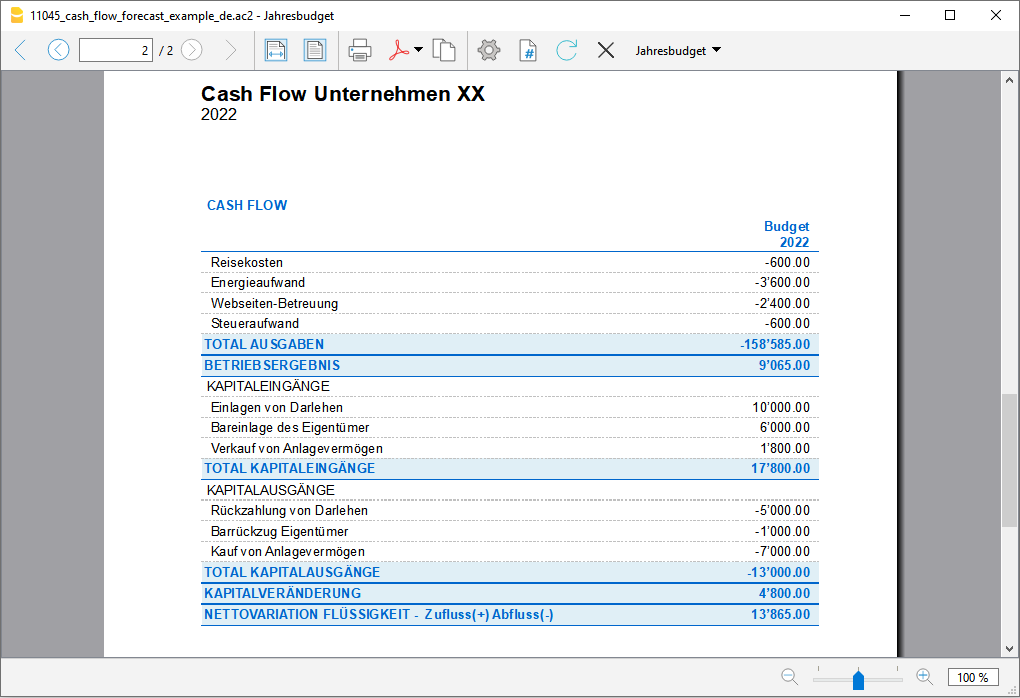 11045_cash_flow_forecast_example_de.ac2 - Jahresbudget
2 / 2 Jahresbudget
Cash Flow Unternehmen XX
2022
CASH FLOW
Budget
2022
Reisekosten -600.00
Energieaufwand -3'600.00
Webseiten-Betreuung -2'400.00
Steueraufwand -600.00
TOTAL AUSGABEN -158'585.00
BETRIEBSERGEBNIS 9'065.00
KAPITALEINGÄNGE
Einlagen von Darlehen 10'000.00
Bareinlage des Eigentümer 6'000.00
Verkauf von Anlagevermögen 1'800.00
TOTAL KAPITALEINGÄNGE 17'800.00
KAPITALAUSGÄNGE
Rückzahlung von Darlehen -5'000.00
Barrückzug Eigentümer -1'000.00
Kauf von Anlagevermögen -7'000.00
TOTAL KAPITALAUSGÄNGE -13'000.00
KAPITALVERÄNDERUNG 4'800.00
NETTOVARIATION FLÜSSIGKEIT - Zufluss(+) Abfluss(-) 13'865.00
100 %